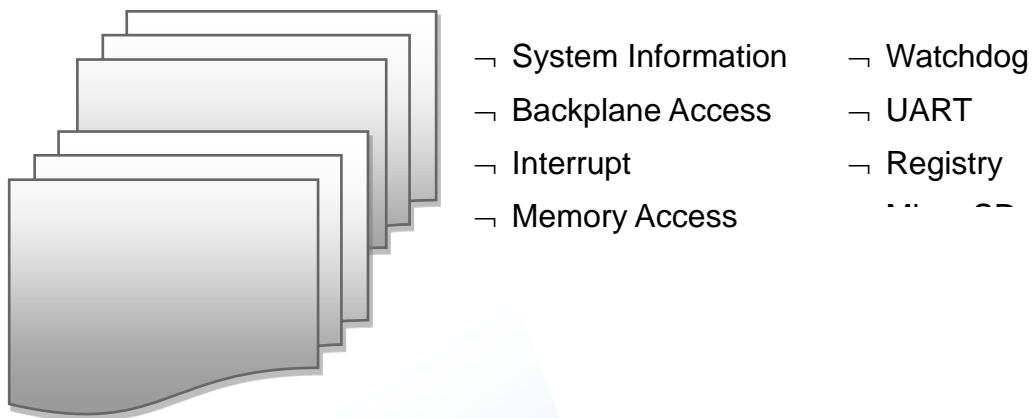 ¬ System Information
¬ Backplane Access
¬ Interrupt
¬ Memory Access
¬ Watchdog
¬ UART
¬ Registry